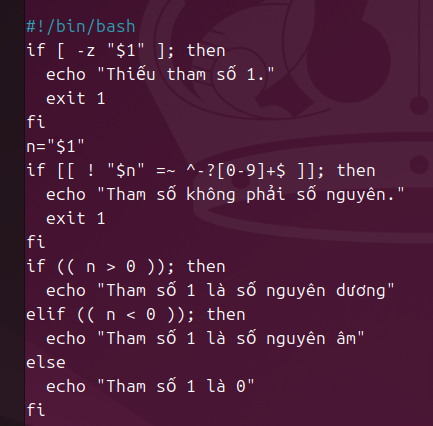 #!/bin/bash
if [ -z "$1" ]; then
  echo "Thiếu tham số 1."
  exit 1
fi
n="$1"
if [[ ! "$n" =~ ^-?[0-9]+$ ]]; then
  echo "Tham số không phải số nguyên."
  exit 1
fi
if (( n > 0 )); then
  echo "Tham số 1 là số nguyên dương"
elif (( n < 0 )); then
  echo "Tham số 1 là số nguyên âm"
else
  echo "Tham số 1 là 0"
fi